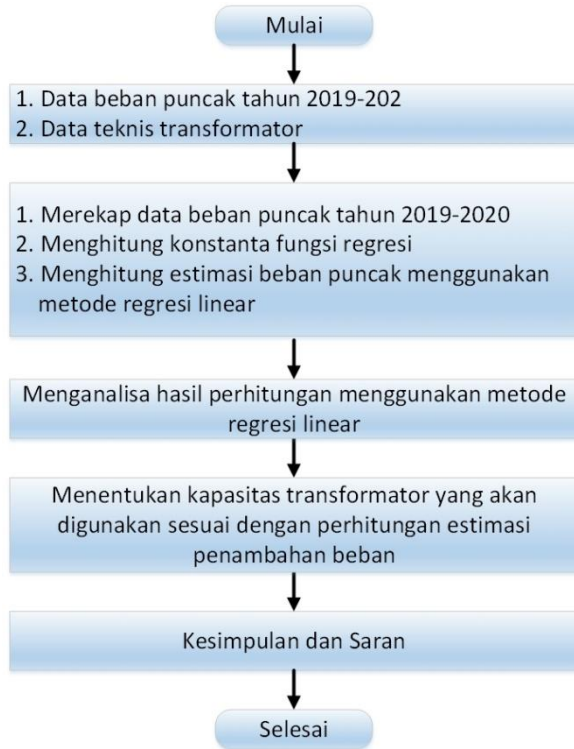 Mulai
1. Data beban puncak tahun 2019-202
2. Data teknis transformator
1. Merekap data beban puncak tahun 2019-2020
2. Menghitung konstanta fungsi regresi
3. Menghitung estimasi beban puncak menggunakan
metode regresi linear
Menganalisa hasil perhitungan menggunakan metode
regresi linear
Menentukan kapasitas transformator yang akan
digunakan sesuai dengan perhitungan estimasi
penambahan beban
Kesimpulan dan Saran
Selesai